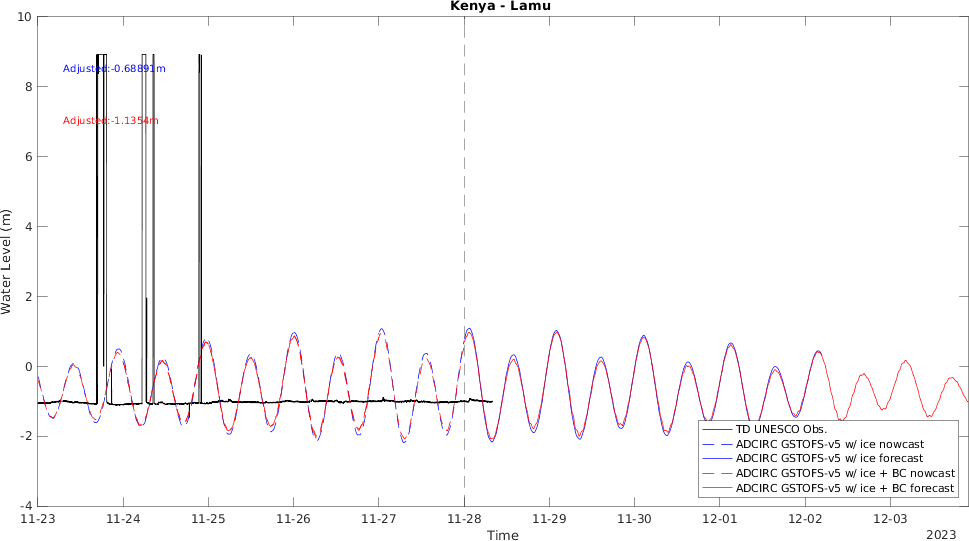 Kenya - Lamu
10
8
6
4
2
0
-2
-4
Water Level (m)
Adjusted:-0.68891m
Adjusted:-1.1354m
TD UNESCO Obs.
ADCIRC GSTOFS-v5 w/ ice nowcast
ADCIRC GSTOFS-v5 w/ ice forecast
ADCIRC GSTOFS-v5 w/ ice + BC nowcast
ADCIRC GSTOFS-v5 w/ ice + BC forecast
11-23 11-24 11-25 11-26 11-27 11-28 11-29 11-30 12-01 12-02 12-03
Time
2023